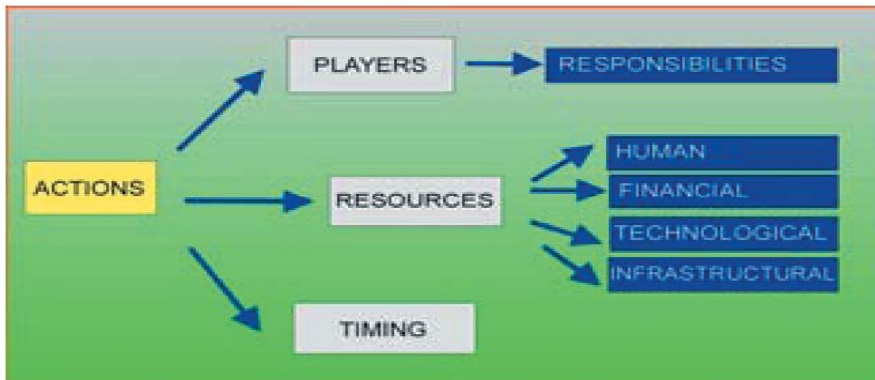 PLAYERS
RESPONSIBILITIES
ACTIONS
RESOURCES
HUMAN
FINANCIAL
TECHNOLOGICAL
INFRASTRUCTURAL
TIMING